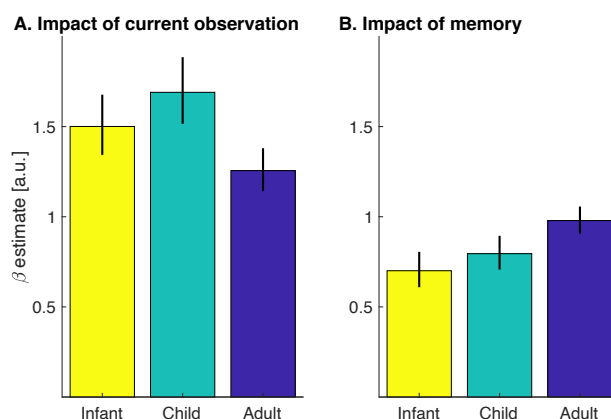 A. Impact of current observation
β estimate [a.u.]
1.5
1
0.5
Infant Child Adult
B. Impact of memory
1.5
1
0.5
Infant Child Adult